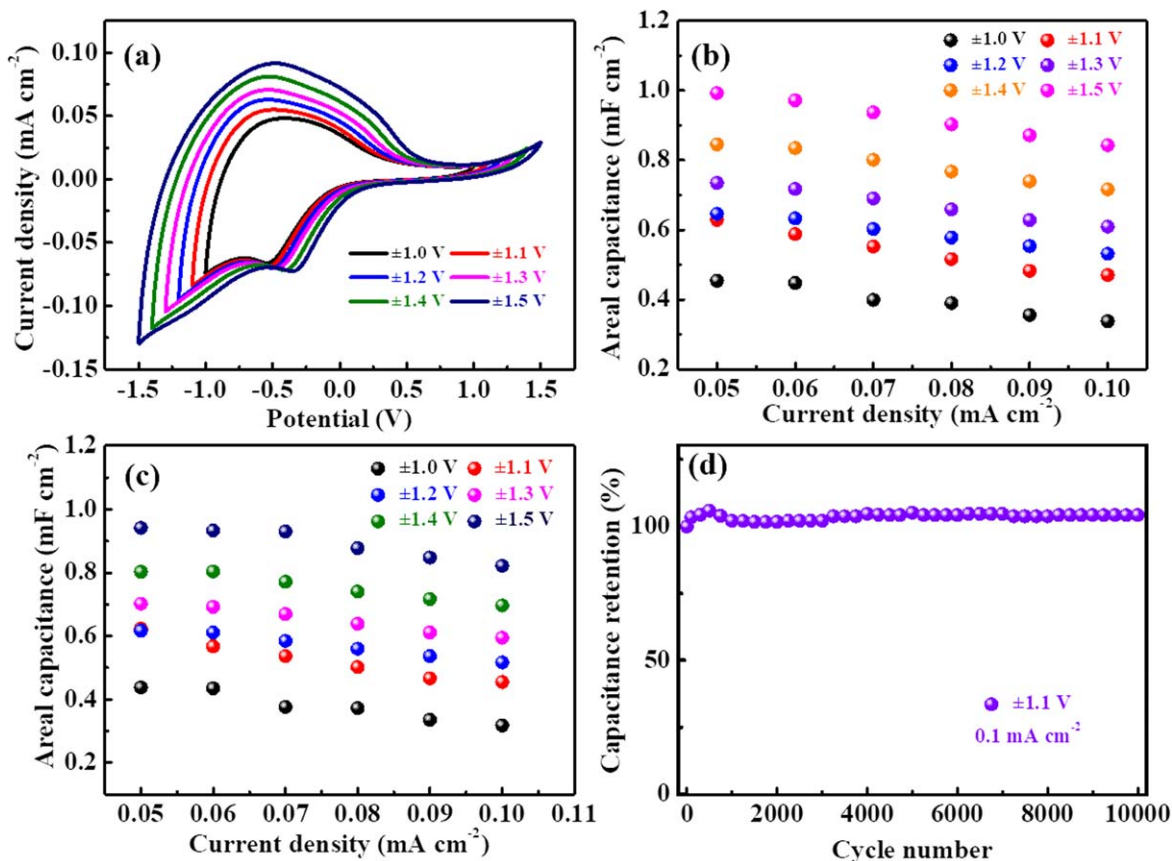 (a)
Current density (mA cm⁻²)
0.10
0.05
0.00
-0.05
-0.10
-0.15
±1.0 V ±1.1 V
±1.2 V ±1.3 V
±1.4 V ±1.5 V
-1.5 -1.0 -0.5 0.0 0.5 1.0 1.5
Potential (V)
(b)
Areal capacitance (mF cm⁻²)
1.2
1.0
0.8
0.6
0.4
0.2
±1.0 V ±1.1 V
±1.2 V ±1.3 V
±1.4 V ±1.5 V
0.05 0.06 0.07 0.08 0.09 0.10
Current density (mA cm⁻²)
(c)
Areal capacitance (mF cm⁻²)
1.2
1.0
0.8
0.6
0.4
0.2
±1.0 V ±1.1 V
±1.2 V ±1.3 V
±1.4 V ±1.5 V
0.05 0.06 0.07 0.08 0.09 0.10 0.11
Current density (mA cm⁻²)
(d)
Capacitance retention (%)
100
50
0
±1.1 V
0.1 mA cm⁻²
0 2000 4000 6000 8000 10000
Cycle number